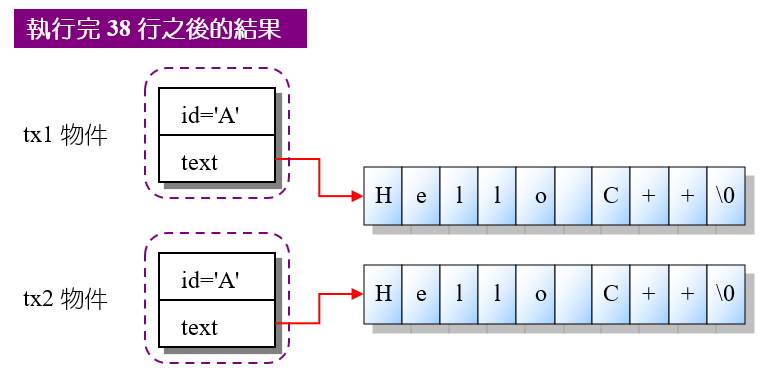 執行完 38 行之後的結果
tx1 物件
id='A'
text
H e l l o C + + \0
tx2 物件
id='A'
text
H e l l o C + + \0